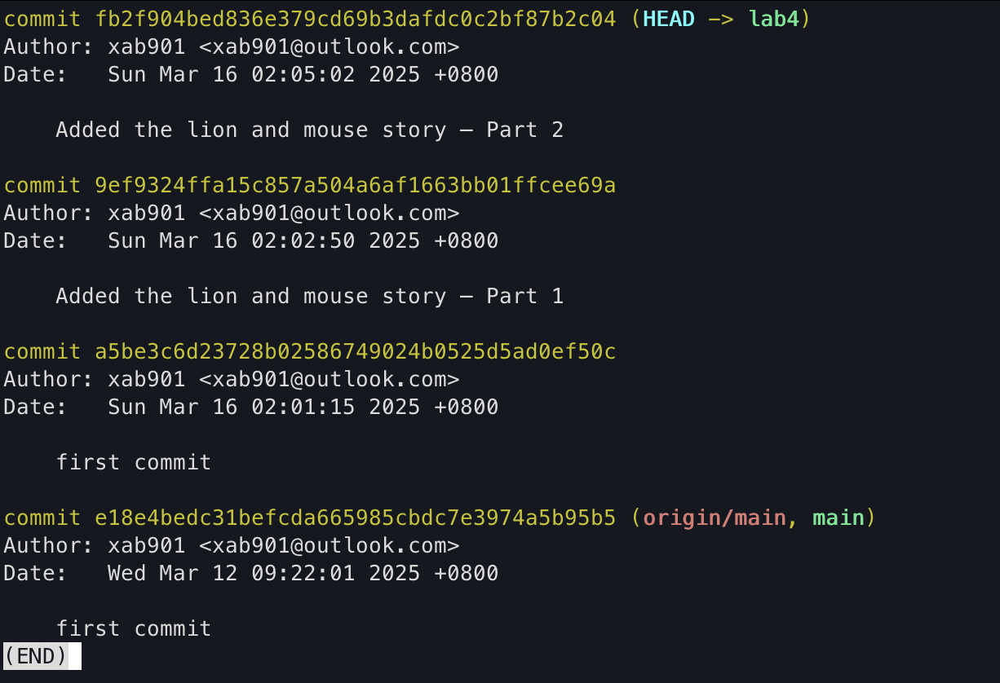 commit fb2f904bed836e379cd69b3dafdc0c2bf87b2c04 (HEAD -> lab4)
Author: xab901 <xab901@outlook.com>
Date:   Sun Mar 16 02:05:02 2025 +0800
    Added the lion and mouse story – Part 2
commit 9ef9324ffa15c857a504a6af1663bb01ffcee69a
Author: xab901 <xab901@outlook.com>
Date:   Sun Mar 16 02:02:50 2025 +0800
    Added the lion and mouse story – Part 1
commit a5be3c6d23728b02586749024b0525d5ad0ef50c
Author: xab901 <xab901@outlook.com>
Date:   Sun Mar 16 02:01:15 2025 +0800
    first commit
commit e18e4bedc31befcda665985cbdc7e3974a5b95b5 (origin/main, main)
Author: xab901 <xab901@outlook.com>
Date:   Wed Mar 12 09:22:01 2025 +0800
    first commit
(END)